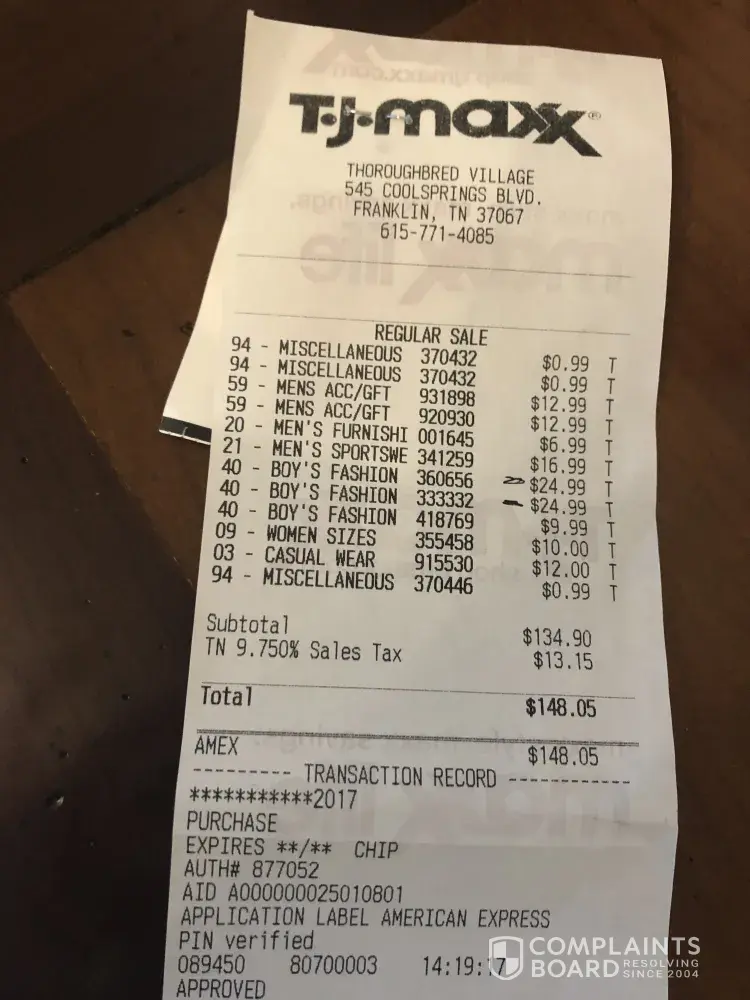 T·J·maxx®
THOROUGHBRED VILLAGE
545 COOLSPRINGS BLVD.
FRANKLIN, TN 37067
615-771-4085
REGULAR SALE
94 - MISCELLANEOUS 370432 $0.99 T
94 - MISCELLANEOUS 370432 $0.99 T
59 - MENS ACC/GFT 931898 $12.99 T
59 - MENS ACC/GFT 920930 $12.99 T
20 - MEN'S FURNISHI 001645 $6.99 T
21 - MEN'S SPORTSWE 341259 $16.99 T
40 - BOY'S FASHION 360656 $24.99 T
40 - BOY'S FASHION 333332 $24.99 T
40 - BOY'S FASHION 418769 $9.99 T
09 - WOMEN SIZES 355458 $10.00 T
03 - CASUAL WEAR 915530 $12.00 T
94 - MISCELLANEOUS 370446 $0.99 T
Subtotal $134.90
TN 9.750% Sales Tax $13.15
Total $148.05
AMEX $148.05
--------- TRANSACTION RECORD ------------
***********2017
PURCHASE
EXPIRES **/** CHIP
AUTH# 877052
AID A000000025010801
APPLICATION LABEL AMERICAN EXPRESS
PIN verified
089450 80700003 14:19:17
APPROVED
COMPLAINTS
BOARD RESOLVING
SINCE 2004